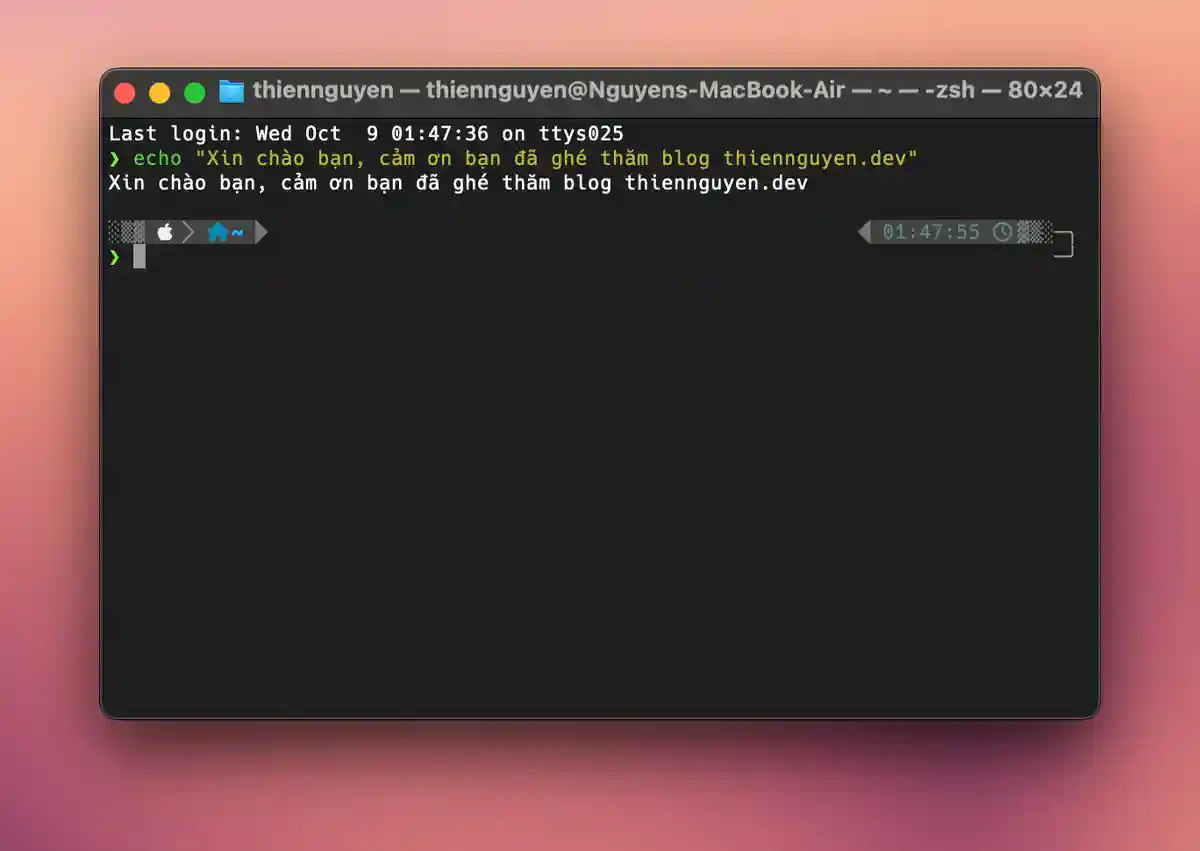 thiennguyen — thiennguyen@Nguyens-MacBook-Air — ~ — -zsh — 80×24
Last login: Wed Oct  9 01:47:36 on ttys025
❯ echo "Xin chào bạn, cảm ơn bạn đã ghé thăm blog thiennguyen.dev"
Xin chào bạn, cảm ơn bạn đã ghé thăm blog thiennguyen.dev
~ 01:47:55
❯